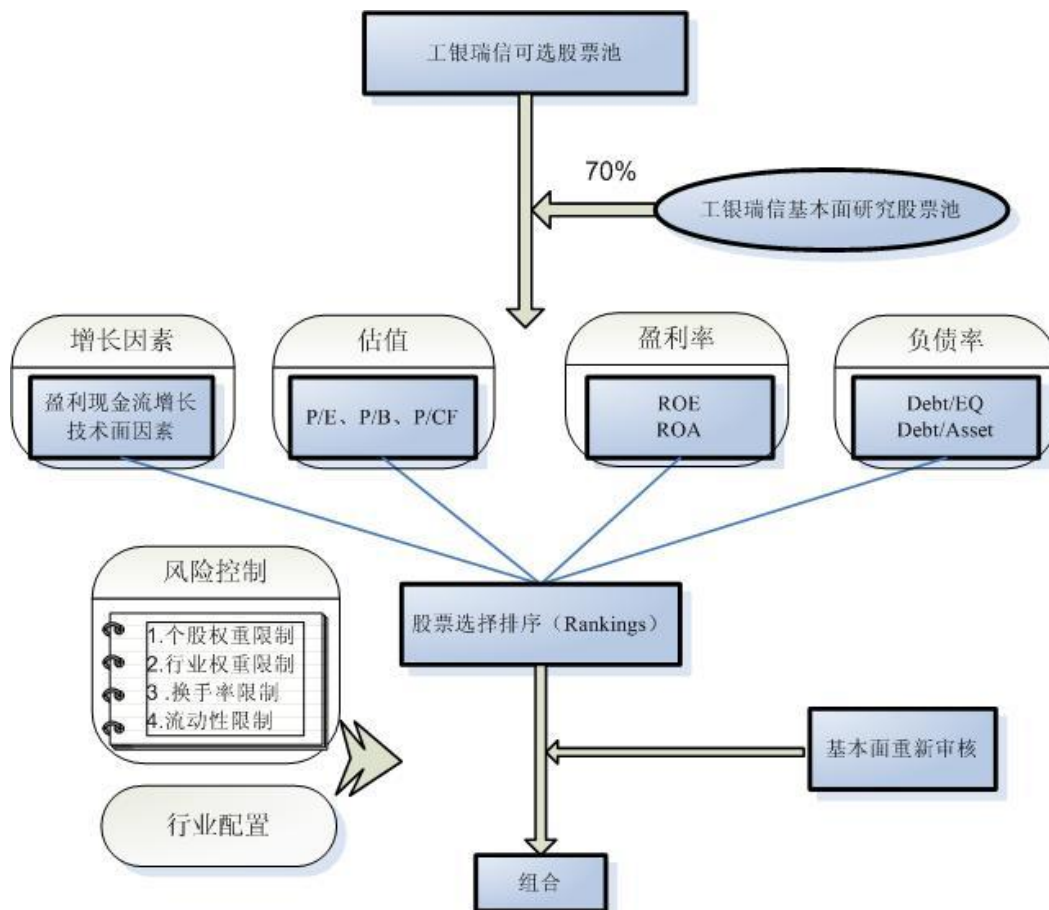 工银瑞信可选股票池
70%
工银瑞信基本面研究股票池
增长因素
盈利现金流增长
技术面因素
估值
P/E、P/B、P/CF
盈利率
ROE
ROA
负债率
Debt/EQ
Debt/Asset
风险控制
1.个股权重限制
2.行业权重限制
3 .换手率限制
4.流动性限制
行业配置
股票选择排序（Rankings）
基本面重新审核
组合